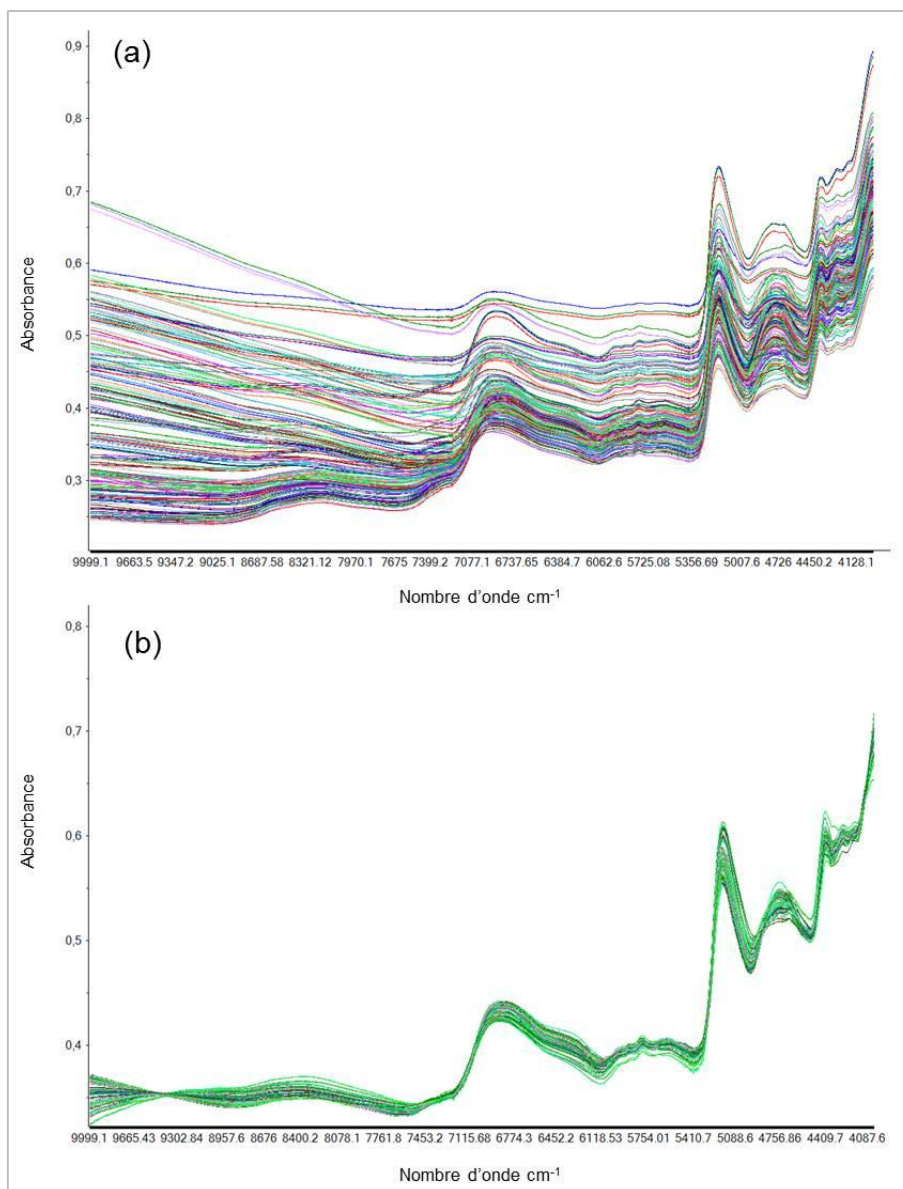 (a)
0,9
0,8
0,7
0,6
0,5
0,4
0,3
Absorbance
9999.1 9663.5 9347.2 9025.1 8687.58 8321.12 7970.1 7675 7399.2 7077.1 6737.65 6384.7 6062.6 5725.08 5356.69 5007.6 4726 4450.2 4128.1
Nombre d'onde cm-1
(b)
0,8
0,7
0,6
0,5
0,4
Absorbance
9999.1 9665.43 9302.84 8957.6 8676 8400.2 8078.1 7761.8 7453.2 7115.68 6774.3 6452.2 6118.53 5754.01 5410.7 5088.6 4756.86 4409.7 4087.6
Nombre d'onde cm-1